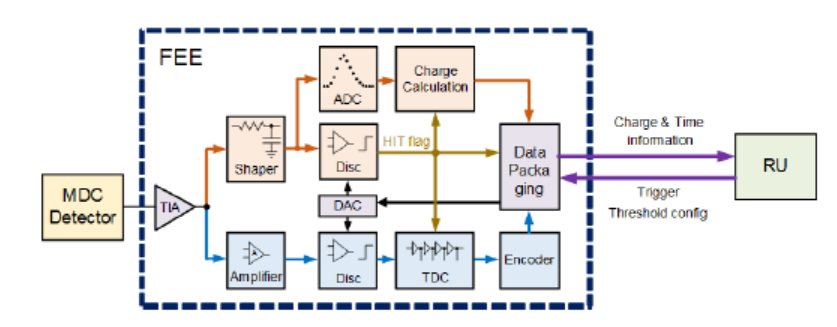 FEE
ADC
Charge
Calculation
Shaper
Disc
HIT flag
Data
Packa
ging
Charge & Time
information
RU
MDC
Detector
TIA
DAC
Trigger
Threshold config
Amplifier
Disc
TDC
Encoder